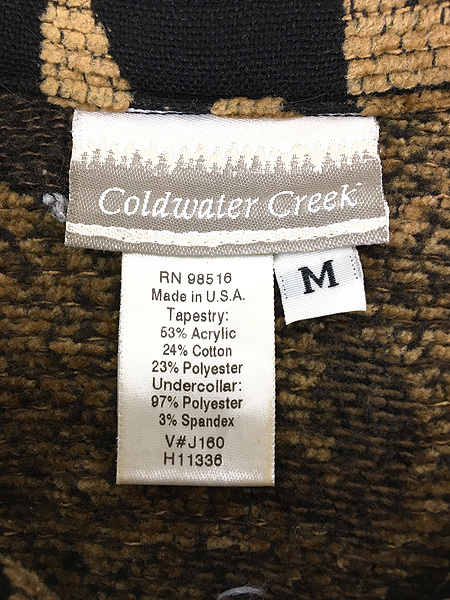 Coldwater Creek
M
RN 98516
Made in U.S.A.
Tapestry:
53% Acrylic
24% Cotton
23% Polyester
Undercollar:
97% Polyester
3% Spandex
V#J160
H11336